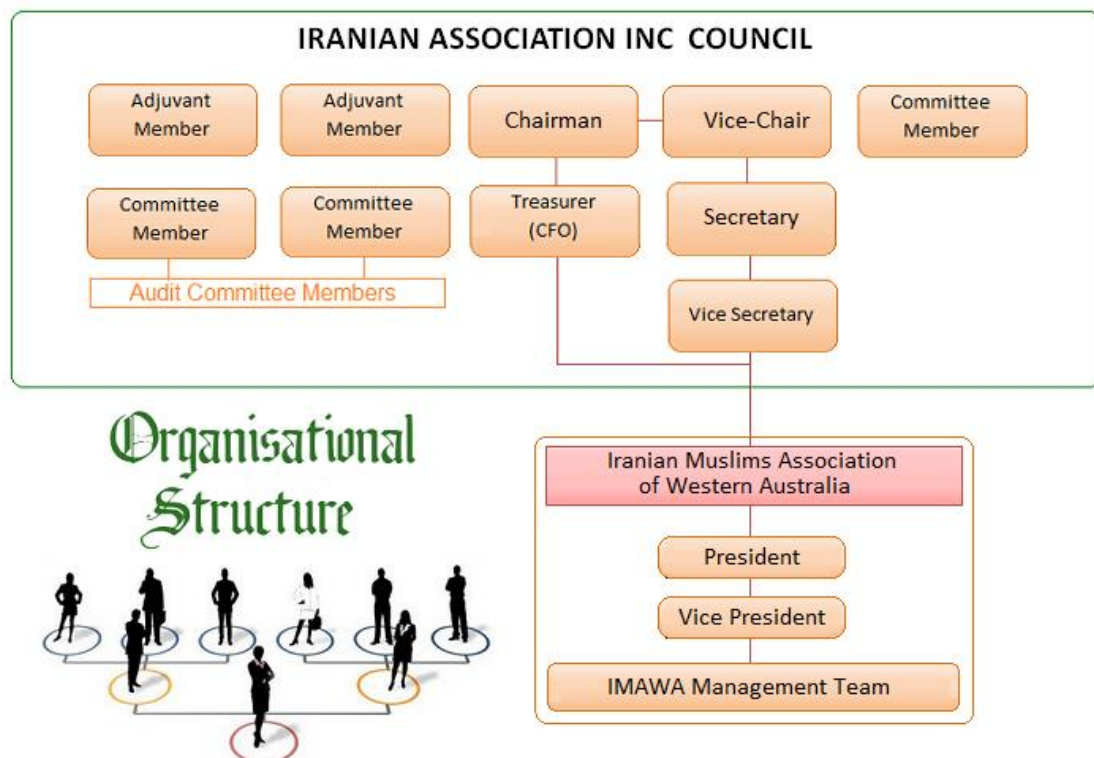 IRANIAN ASSOCIATION INC COUNCIL
Adjuvant
Member
Adjuvant
Member
Chairman
Vice-Chair
Committee
Member
Committee
Member
Committee
Member
Treasurer
(CFO)
Secretary
Audit Committee Members
Vice Secretary
Organisational
Structure
Iranian Muslims Association
of Western Australia
President
Vice President
IMAWA Management Team